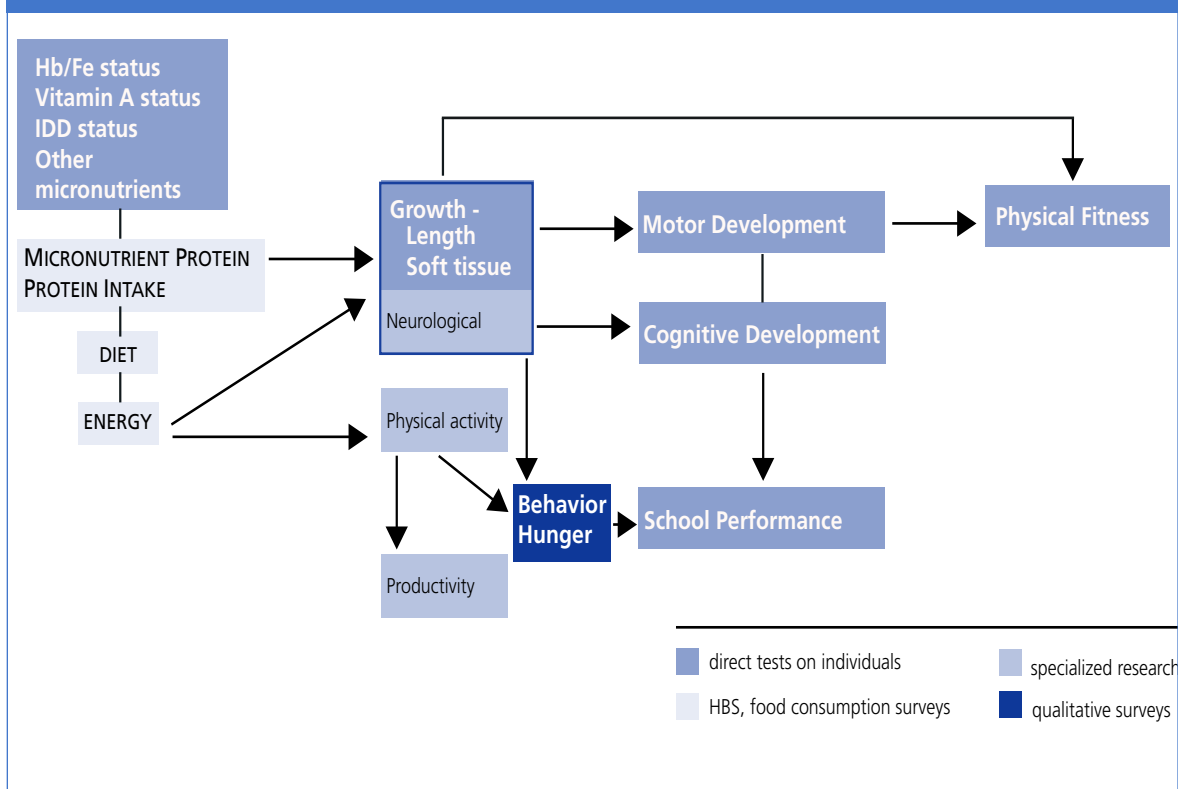 Hb/Fe status
Vitamin A status
IDD status
Other
micronutrients
MICRONUTRIENT PROTEIN
PROTEIN INTAKE
DIET
ENERGY
Growth -
Length
Soft tissue
Neurological
Physical activity
Productivity
Behavior
Hunger
Motor Development
Cognitive Development
School Performance
Physical Fitness
direct tests on individuals
HBS, food consumption surveys
specialized research
qualitative surveys